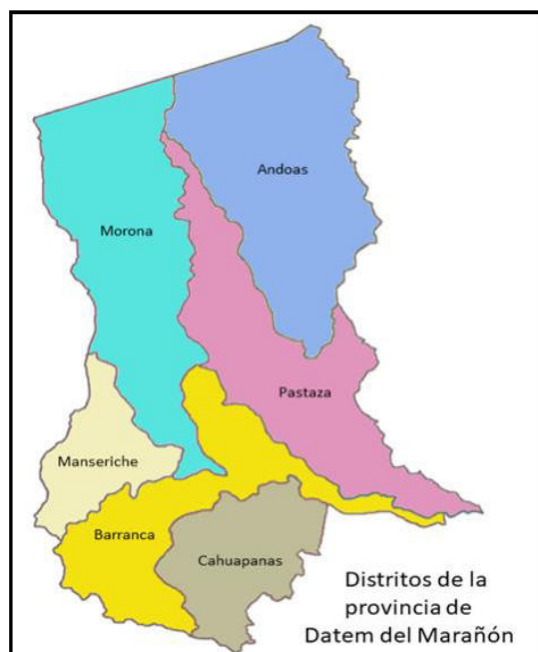 Andoas
Morona
Pastaza
Manseriche
Barranca
Cahuapanas
Distritos de la
provincia de
Datem del Marañón